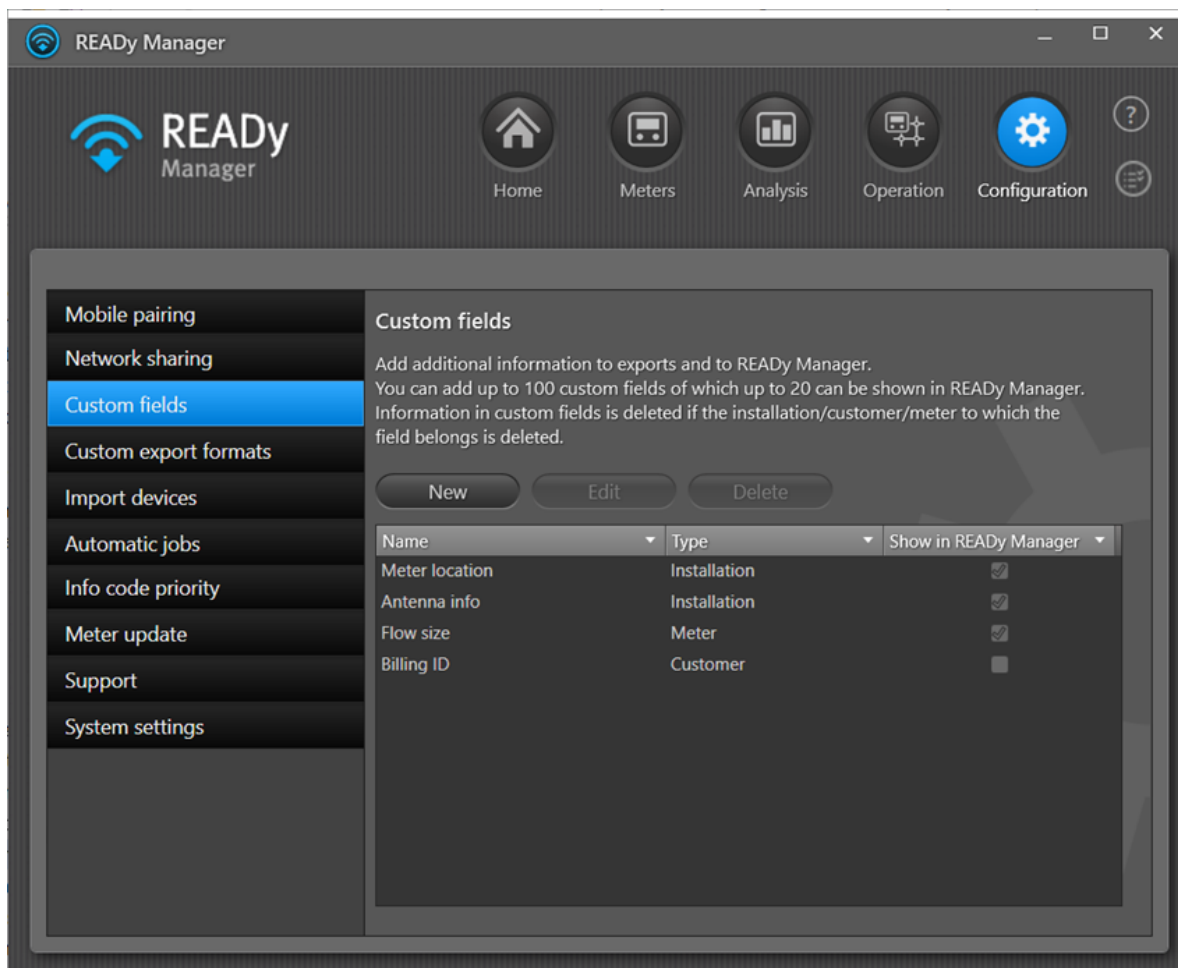 READy Manager
READy
Manager
Home
Meters
Analysis
Operation
Configuration
?
Mobile pairing
Network sharing
Custom fields
Custom export formats
Import devices
Automatic jobs
Info code priority
Meter update
Support
System settings
Custom fields
Add additional information to exports and to READy Manager.
You can add up to 100 custom fields of which up to 20 can be shown in READy Manager.
Information in custom fields is deleted if the installation/customer/meter to which the
field belongs is deleted.
New Edit Delete
Name Type Show in READy Manager
Meter location Installation
Antenna info Installation
Flow size Meter
Billing ID Customer